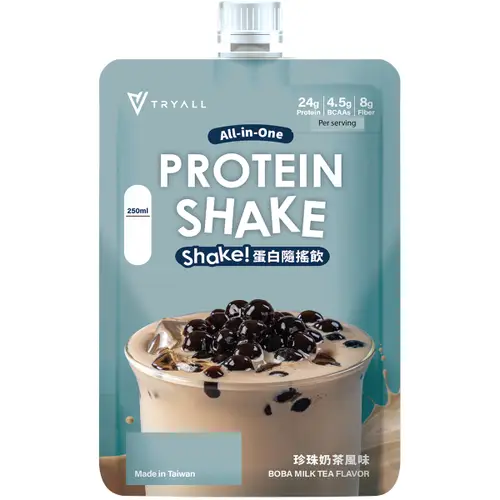 TRYALL
24g 4.5g 8g
Protein BCAAs Fiber
Per serving
All-in-One
PROTEIN
SHAKE
250ml
Shake! 蛋白隨搖飲
珍珠奶茶風味
Made in Taiwan
BOBA MILK TEA FLAVOR